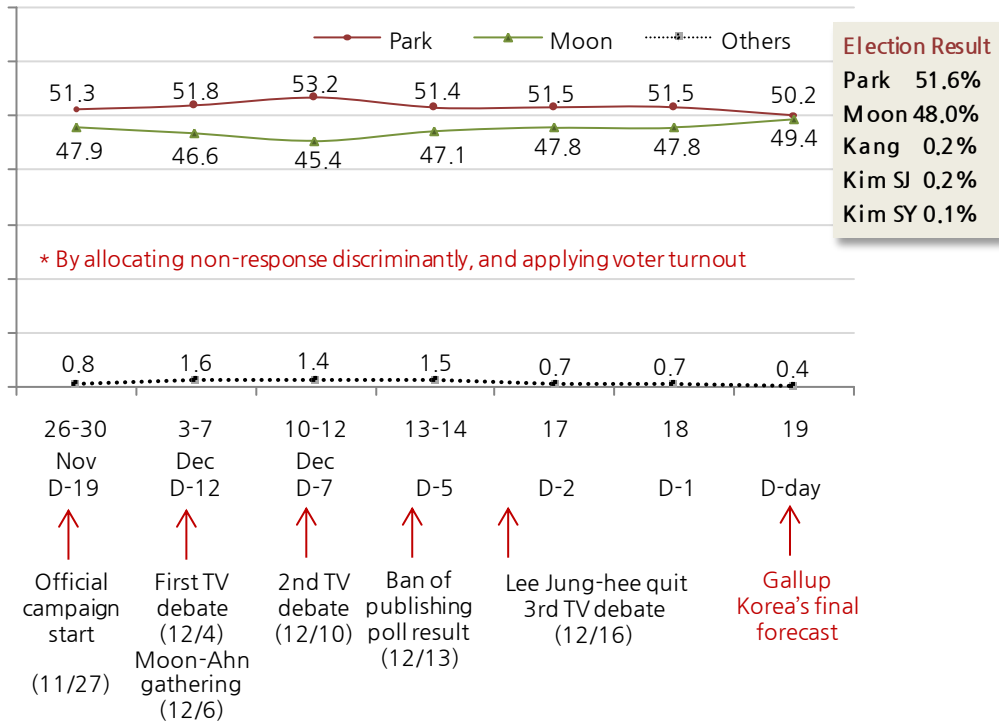 Park Moon Others
51.3 51.8 53.2 51.4 51.5 51.5 50.2
47.9 46.6 45.4 47.1 47.8 47.8 49.4
Election Result
Park 51.6%
Moon 48.0%
Kang 0.2%
Kim SJ 0.2%
Kim SY 0.1%
* By allocating non-response discriminantly, and applying voter turnout
0.8 1.6 1.4 1.5 0.7 0.7 0.4
26-30 3-7 10-12 13-14 17 18 19
Nov Dec Dec
D-19 D-12 D-7 D-5 D-2 D-1 D-day
Official
campaign
start
(11/27)
First TV
debate
(12/4)
Moon-Ahn
gathering
(12/6)
2nd TV
debate
(12/10)
Ban of
publishing
poll result
(12/13)
Lee Jung-hee quit
3rd TV debate
(12/16)
Gallup
Korea's final
forecast